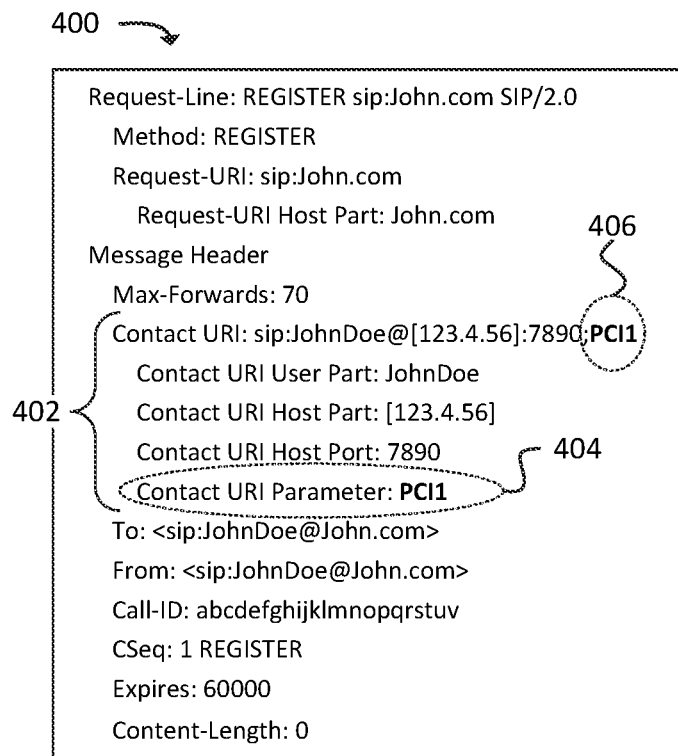 400
Request-Line: REGISTER sip:John.com SIP/2.0
Method: REGISTER
Request-URI: sip:John.com
Request-URI Host Part: John.com
406
Message Header
Max-Forwards: 70
Contact URI: sip:JohnDoe@[123.4.56]:7890;PCI1
Contact URI User Part: JohnDoe
402
Contact URI Host Part: [123.4.56]
Contact URI Host Port: 7890
404
Contact URI Parameter: PCI1
To: <sip:JohnDoe@John.com>
From: <sip:JohnDoe@John.com>
Call-ID: abcdefghijklmnopqrstuv
CSeq: 1 REGISTER
Expires: 60000
Content-Length: 0